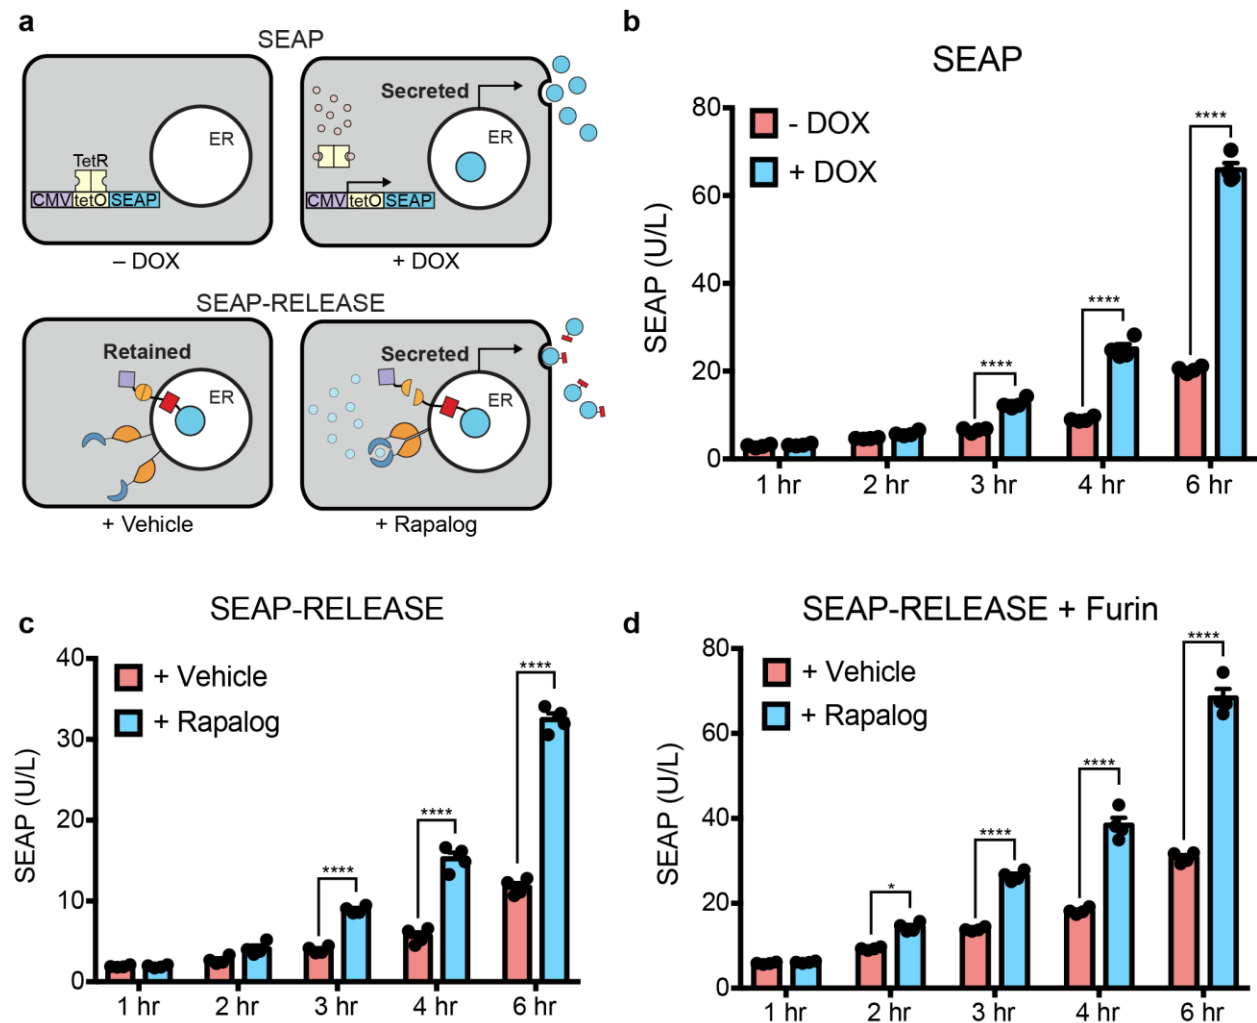 a
SEAP
ER
TetR
CMV tetO SEAP
– DOX
Secreted
ER
CMV tetO SEAP
+ DOX
SEAP-RELEASE
Retained
ER
+ Vehicle
Secreted
ER
+ Rapalog
b
SEAP
- DOX
+ DOX
SEAP (U/L)
80
60
40
20
0
****
****
****
1 hr 2 hr 3 hr 4 hr 6 hr
c
SEAP-RELEASE
+ Vehicle
+ Rapalog
SEAP (U/L)
40
30
20
10
0
****
****
****
1 hr 2 hr 3 hr 4 hr 6 hr
d
SEAP-RELEASE + Furin
+ Vehicle
+ Rapalog
SEAP (U/L)
80
60
40
20
0
*
****
****
****
1 hr 2 hr 3 hr 4 hr 6 hr